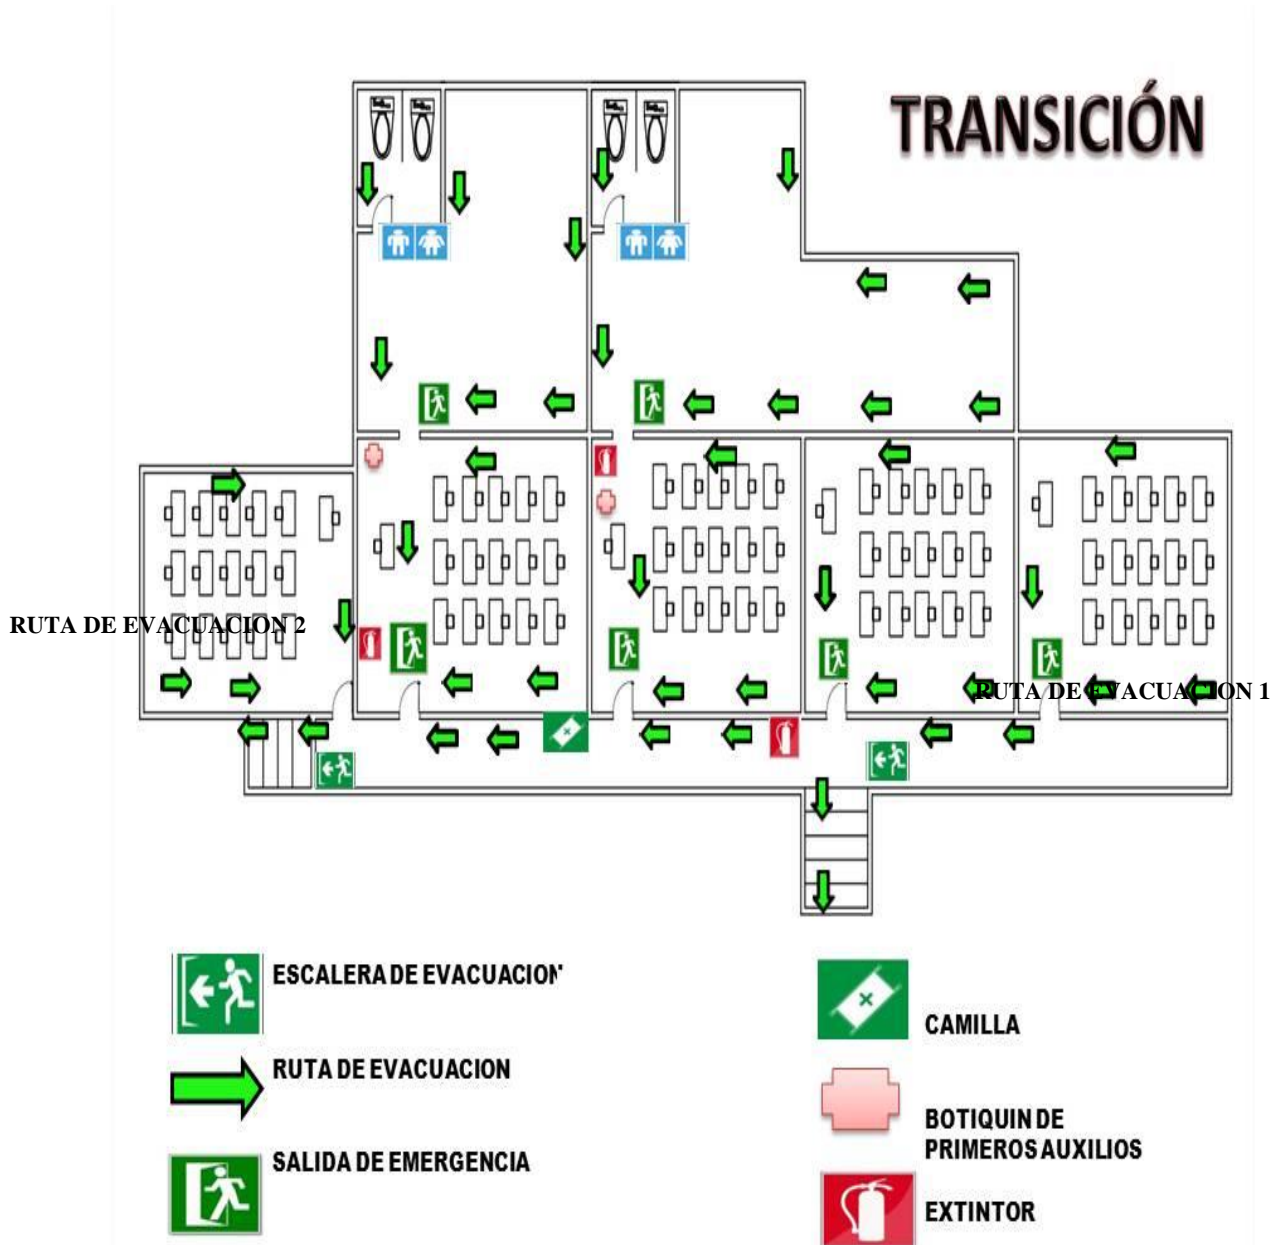 TRANSICIÓN
RUTA DE EVACUACION 2
RUTA DE EVACUACION 1
ESCALERA DE EVACUACION
RUTA DE EVACUACION
SALIDA DE EMERGENCIA
CAMILLA
BOTIQUIN DE
PRIMEROS AUXILIOS
EXTINTOR